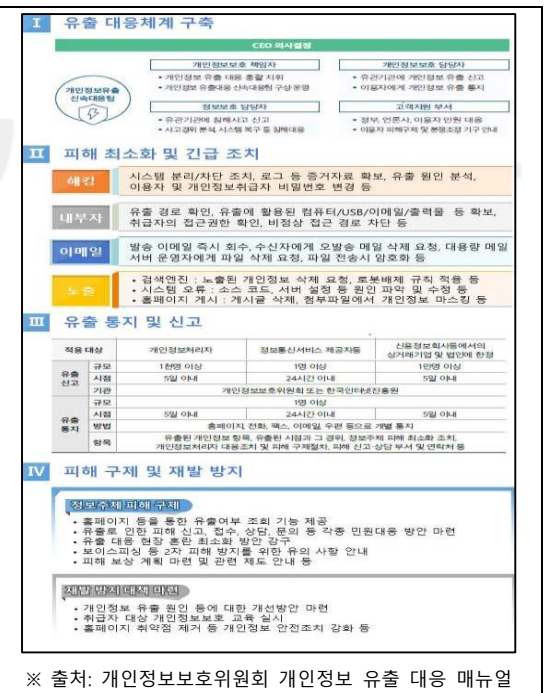 I 유출 대응체계 구축
CEO 의사결정
개인정보유출
신속대응팀
개인정보보호 책임자
• 개인정보 유출 대응 총괄 지휘
• 개인정보 유출대응 신속대응팀 구성·운영
개인정보보호 담당자
• 유관기관에 개인정보 유출 신고
• 이용자에게 개인정보 유출 통지
정보보호 담당자
• 유관기관에 침해사고 신고
• 사고경위 분석, 시스템 복구 등 침해대응
고객지원 부서
• 정부, 언론사, 이용자 민원 대응
• 이용자 피해구제 및 분쟁조정 기구 안내
II 피해 최소화 및 긴급 조치
해킹
시스템 분리/차단 조치, 로그 등 증거자료 확보, 유출 원인 분석,
이용자 및 개인정보취급자 비밀번호 변경 등
내부자
유출 경로 확인, 유출에 활용된 컴퓨터/USB/이메일/출력물 등 확보,
취급자의 접근권한 확인, 비정상 접근 경로 차단 등
이메일
발송 이메일 즉시 회수, 수신자에게 오발송 메일 삭제 요청, 대용량 메일
서버 운영자에게 파일 삭제 요청, 파일 전송시 암호화 등
노출
• 검색엔진 : 노출된 개인정보 삭제 요청, 로봇배제 규칙 적용 등
• 시스템 오류 : 소스 코드, 서버 설정 등 원인 파악 및 수정 등
• 홈페이지 게시 : 게시글 삭제, 첨부파일에서 개인정보 마스킹 등
III 유출 통지 및 신고
적용 대상 개인정보처리자 정보통신서비스 제공자등 신용정보회사등에서의
상거래기업 및 법인에 한정
유출
신고
규모 1천명 이상 1명 이상 1만명 이상
시점 5일 이내 24시간 이내 5일 이내
기관 개인정보보호위원회 또는 한국인터넷진흥원
유출
통지
규모 1명 이상
시점 5일 이내 24시간 이내 5일 이내
방법 홈페이지, 전화, 팩스, 이메일, 우편 등으로 개별 통지
항목 유출된 개인정보 항목, 유출된 시점과 그 경위, 정보주체 피해 최소화 조치,
개인정보처리자 대응조치 및 피해 구제절차, 피해 신고·상담 부서 및 연락처 등
IV 피해 구제 및 재발 방지
정보주체 피해 구제
• 홈페이지 등을 통한 유출여부 조회 기능 제공
• 유출로 인한 피해 신고, 접수, 상담, 문의 등 각종 민원대응 방안 마련
• 유출 대응 현장 혼란 최소화 방안 강구
• 보이스피싱 등 2차 피해 방지를 위한 유의 사항 안내
• 피해 보상 계획 마련 및 관련 제도 안내 등
재발 방지 대책 마련
• 개인정보 유출 원인 등에 대한 개선방안 마련
• 취급자 대상 개인정보보호 교육 실시
• 홈페이지 취약점 제거 등 개인정보 안전조치 강화 등
※ 출처: 개인정보보호위원회 개인정보 유출 대응 매뉴얼